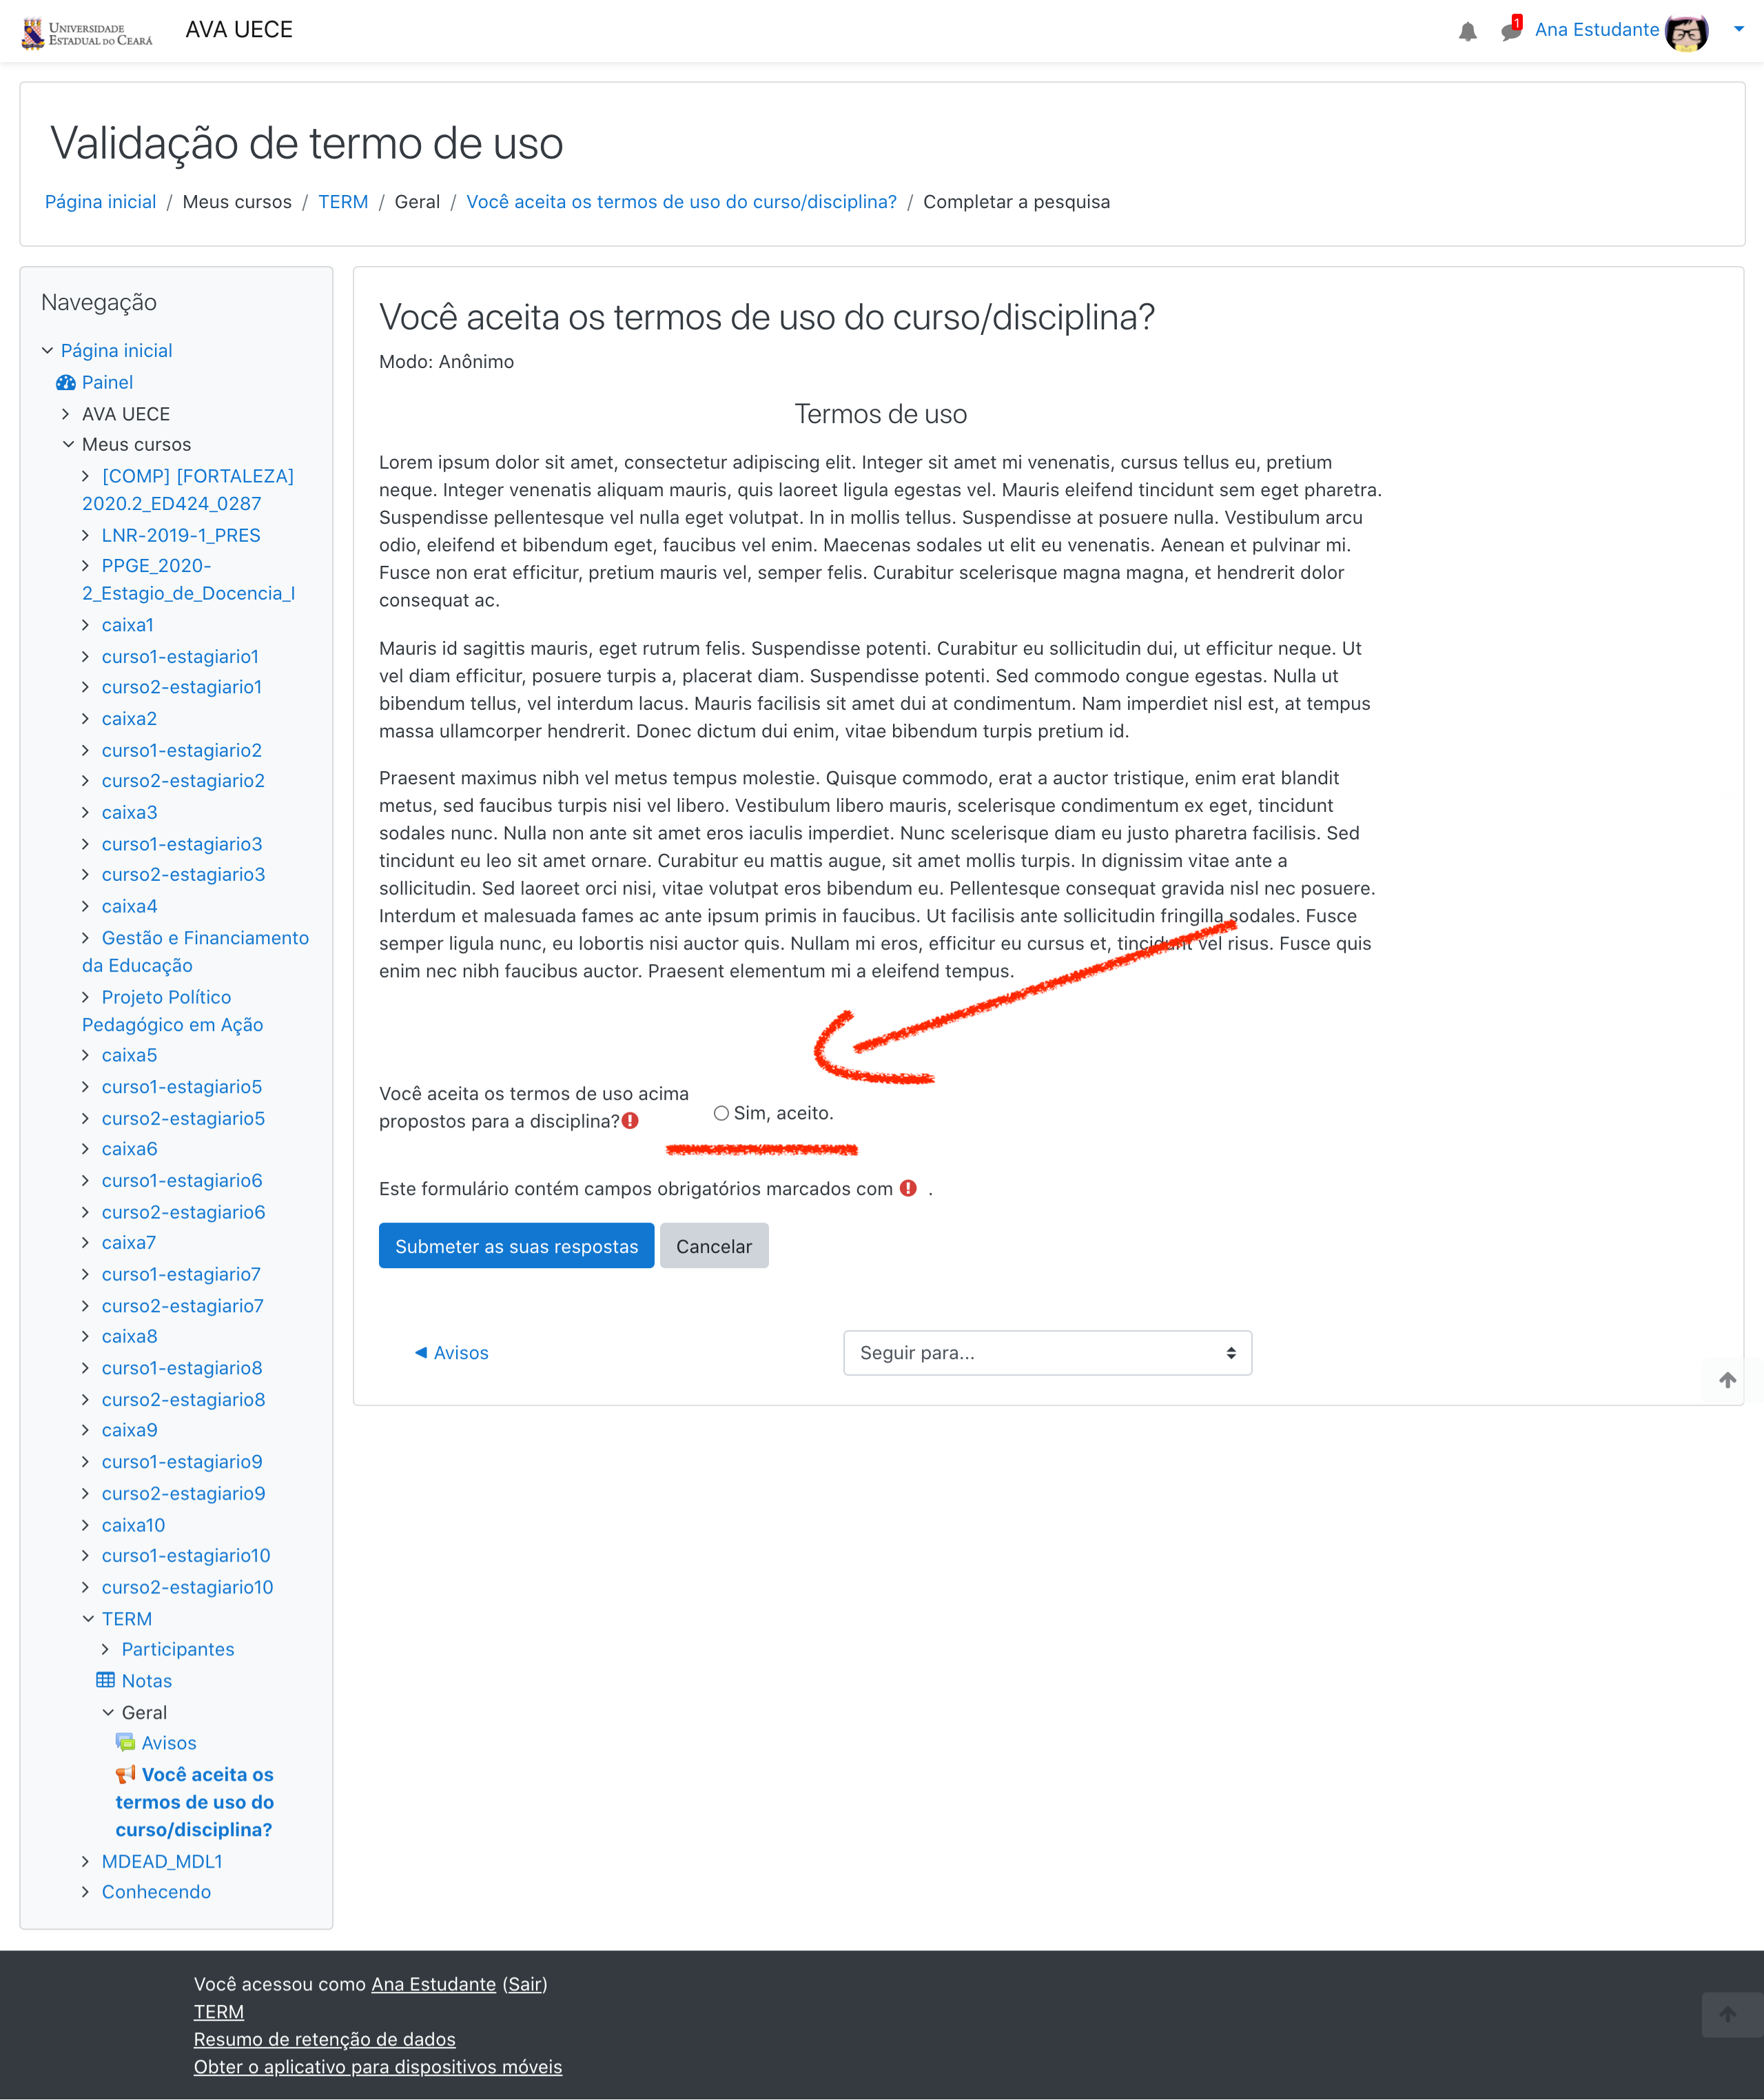 UNIVERSIDADE
ESTADUAL DO CEARÁ
AVA UECE
1
Ana Estudante
Validação de termo de uso
Página inicial / Meus cursos / TERM / Geral / Você aceita os termos de uso do curso/disciplina? / Completar a pesquisa
Navegação
Página inicial
Painel
AVA UECE
Meus cursos
[COMP] [FORTALEZA]
2020.2_ED424_0287
LNR-2019-1_PRES
PPGE_2020-
2_Estagio_de_Docencia_I
caixa1
curso1-estagiario1
curso2-estagiario1
caixa2
curso1-estagiario2
curso2-estagiario2
caixa3
curso1-estagiario3
curso2-estagiario3
caixa4
Gestão e Financiamento
da Educação
Projeto Político
Pedagógico em Ação
caixa5
curso1-estagiario5
curso2-estagiario5
caixa6
curso1-estagiario6
curso2-estagiario6
caixa7
curso1-estagiario7
curso2-estagiario7
caixa8
curso1-estagiario8
curso2-estagiario8
caixa9
curso1-estagiario9
curso2-estagiario9
caixa10
curso1-estagiario10
curso2-estagiario10
TERM
Participantes
Notas
Geral
Avisos
Você aceita os
termos de uso do
curso/disciplina?
MDEAD_MDL1
Conhecendo
Você aceita os termos de uso do curso/disciplina?
Modo: Anônimo
Termos de uso
Lorem ipsum dolor sit amet, consectetur adipiscing elit. Integer sit amet mi venenatis, cursus tellus eu, pretium
neque. Integer venenatis aliquam mauris, quis laoreet ligula egestas vel. Mauris eleifend tincidunt sem eget pharetra.
Suspendisse pellentesque vel nulla eget volutpat. In in mollis tellus. Suspendisse at posuere nulla. Vestibulum arcu
odio, eleifend et bibendum eget, faucibus vel enim. Maecenas sodales ut elit eu venenatis. Aenean et pulvinar mi.
Fusce non erat efficitur, pretium mauris vel, semper felis. Curabitur scelerisque magna magna, et hendrerit dolor
consequat ac.
Mauris id sagittis mauris, eget rutrum felis. Suspendisse potenti. Curabitur eu sollicitudin dui, ut efficitur neque. Ut
vel diam efficitur, posuere turpis a, placerat diam. Suspendisse potenti. Sed commodo congue egestas. Nulla ut
bibendum tellus, vel interdum lacus. Mauris facilisis sit amet dui at condimentum. Nam imperdiet nisl est, at tempus
massa ullamcorper hendrerit. Donec dictum dui enim, vitae bibendum turpis pretium id.
Praesent maximus nibh vel metus tempus molestie. Quisque commodo, erat a auctor tristique, enim erat blandit
metus, sed faucibus turpis nisi vel libero. Vestibulum libero mauris, scelerisque condimentum ex eget, tincidunt
sodales nunc. Nulla non ante sit amet eros iaculis imperdiet. Nunc scelerisque diam eu justo pharetra facilisis. Sed
tincidunt eu leo sit amet ornare. Curabitur eu mattis augue, sit amet mollis turpis. In dignissim vitae ante a
sollicitudin. Sed laoreet orci nisi, vitae volutpat eros bibendum eu. Pellentesque consequat gravida nisl nec posuere.
Interdum et malesuada fames ac ante ipsum primis in faucibus. Ut facilisis ante sollicitudin fringilla sodales. Fusce
semper ligula nunc, eu lobortis nisi auctor quis. Nullam mi eros, efficitur eu cursus et, tincidunt vel risus. Fusce quis
enim nec nibh faucibus auctor. Praesent elementum mi a eleifend tempus.
Você aceita os termos de uso acima
propostos para a disciplina?
Sim, aceito.
Este formulário contém campos obrigatórios marcados com .
Submeter as suas respostas
Cancelar
◄ Avisos
Seguir para...
Você acessou como Ana Estudante (Sair)
TERM
Resumo de retenção de dados
Obter o aplicativo para dispositivos móveis